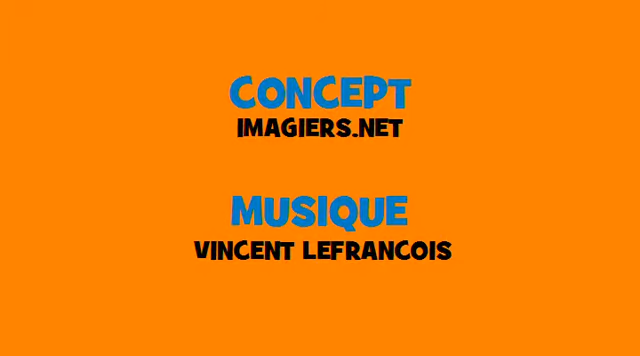 CONCEPT
IMAGIERS.NET
MUSIQUE
VINCENT LEFRANCOIS